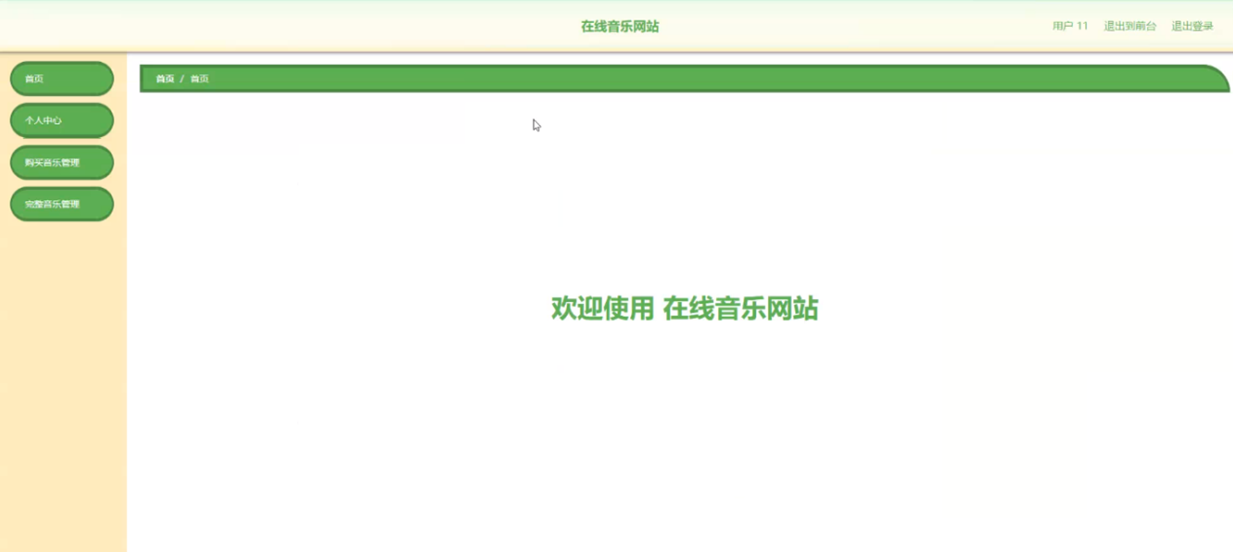 在线音乐网站
用户 11 退出到前台 退出登录
首页
个人中心
购买音乐管理
完整音乐管理
首页 / 首页
欢迎使用 在线音乐网站